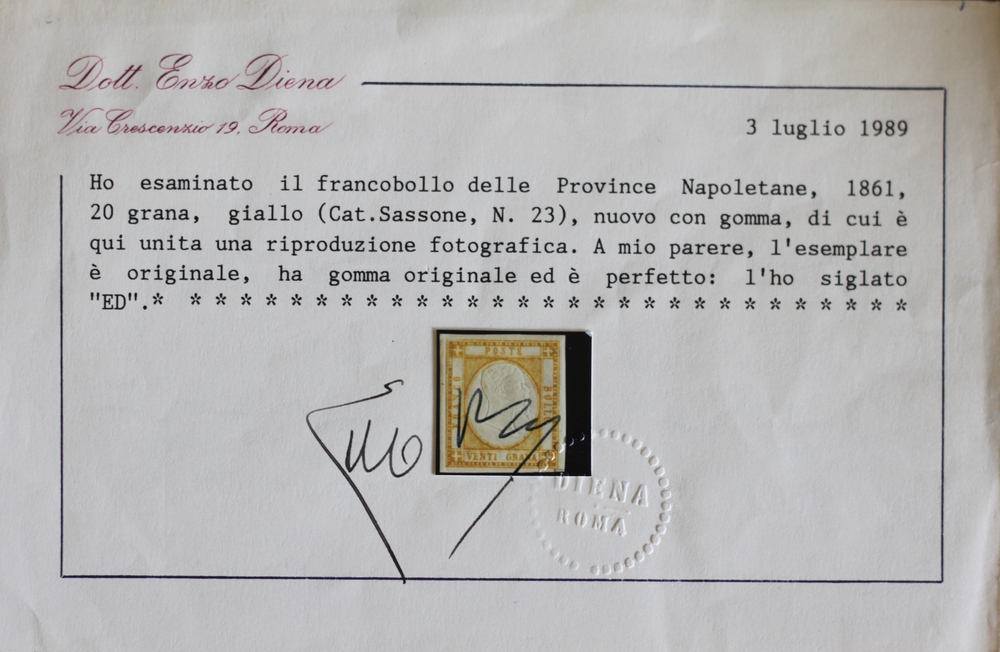 Dott. Enzo Diena
Via Crescenzio 19, Roma
3 luglio 1989
Ho esaminato il francobollo delle Province Napoletane, 1861,
20 grana, giallo (Cat.Sassone, N. 23), nuovo con gomma, di cui è
qui unita una riproduzione fotografica. A mio parere, l'esemplare
è originale, ha gomma originale ed è perfetto: l'ho siglato
"ED".* * * * * * * * * * * * * * * * * * * * * * * * * * * * * *
POSTE
FRANCO
BOLLO
VENTI GRANA
DIENA
ROMA